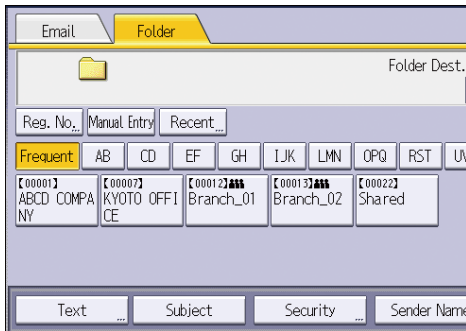 Email Folder
Folder Dest.
Reg. No. Manual Entry Recent
Frequent AB CD EF GH IJK LMN OPQ RST UV
【00001】 【00007】 【00012】 【00013】 【00022】
ABCD COMPA KYOTO OFFI Branch_01 Branch_02 Shared
NY CE
Text Subject Security Sender Name